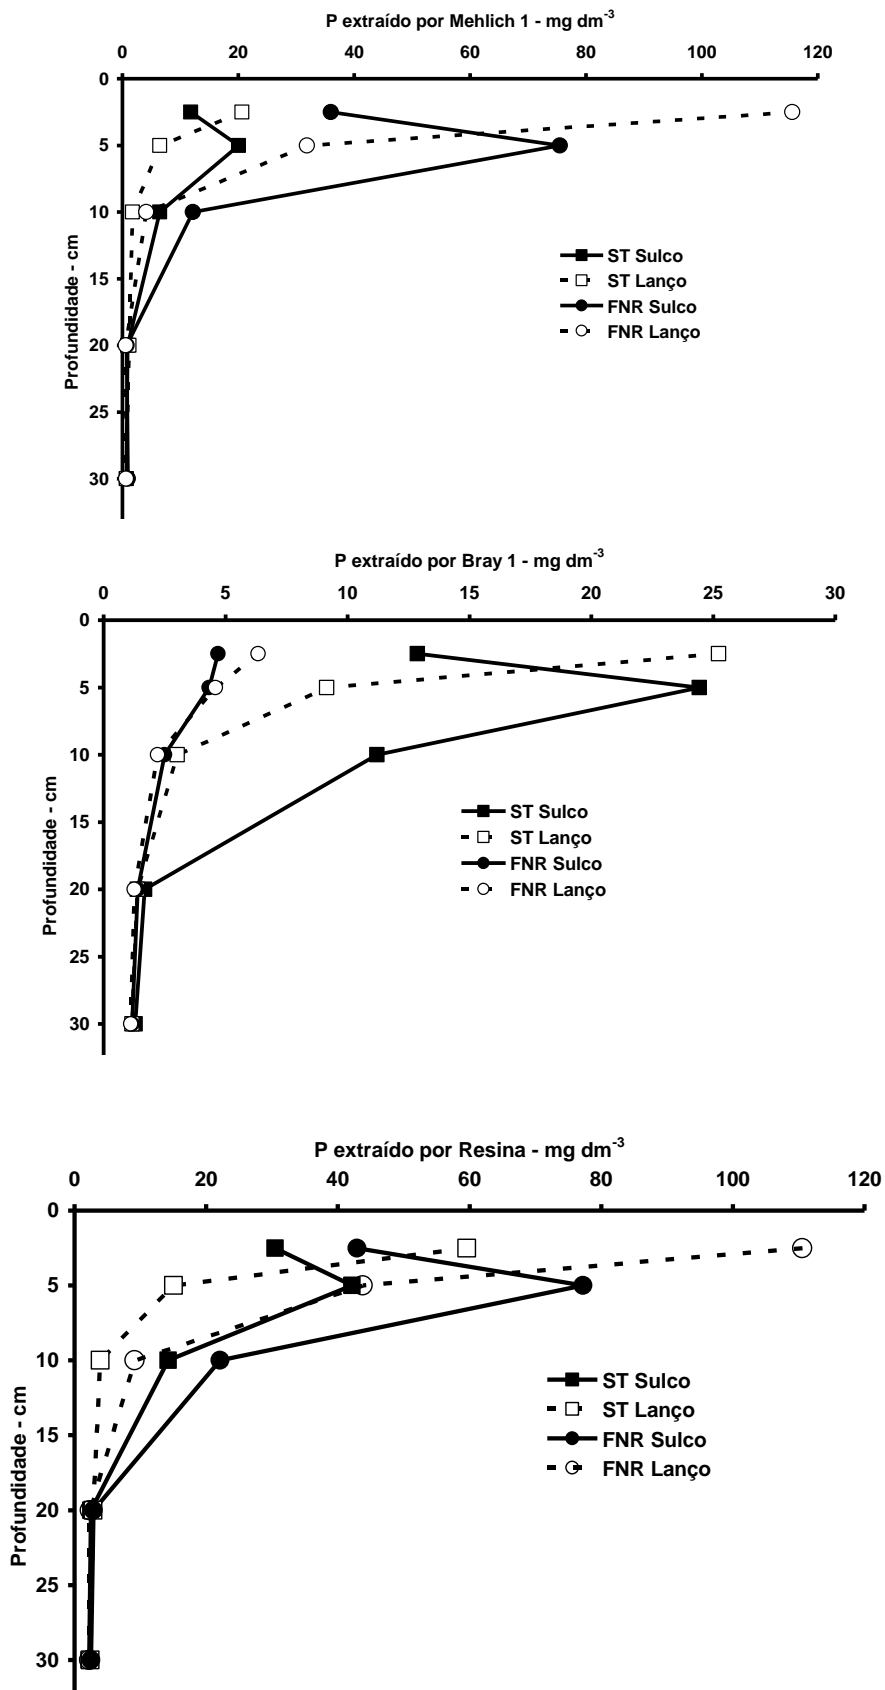 P extraído por Mehlich 1 - mg dm-3
0 20 40 60 80 100 120
0
5
10
15
20
25
30
Profundidade - cm
ST Sulco
ST Lanço
FNR Sulco
FNR Lanço
P extraído por Bray 1 - mg dm-3
0 5 10 15 20 25 30
0
5
10
15
20
25
30
Profundidade - cm
ST Sulco
ST Lanço
FNR Sulco
FNR Lanço
P extraído por Resina - mg dm-3
0 20 40 60 80 100 120
0
5
10
15
20
25
30
Profundidade - cm
ST Sulco
ST Lanço
FNR Sulco
FNR Lanço